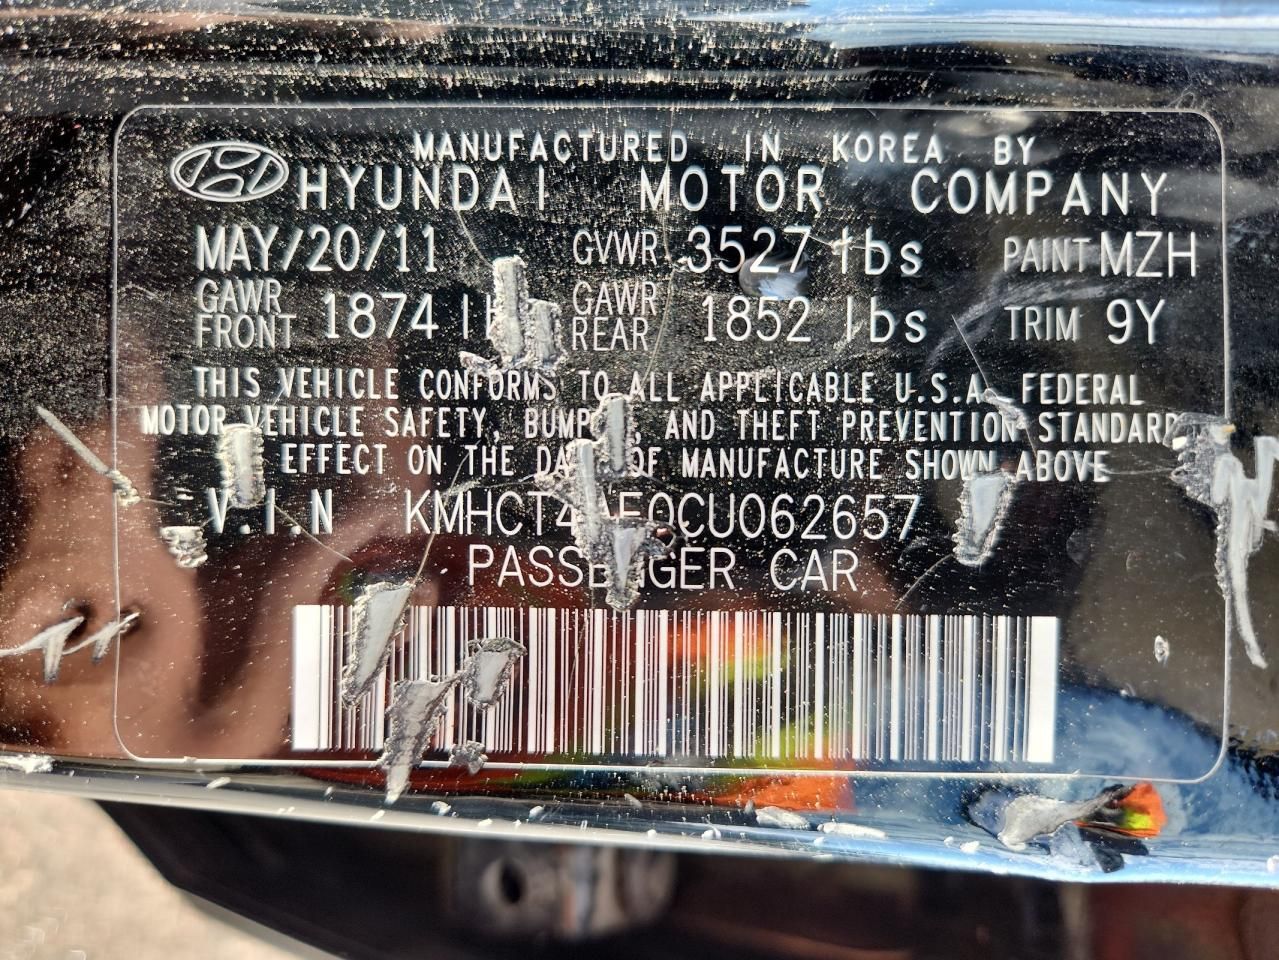 MANUFACTURED IN KOREA BY
HYUNDAI MOTOR COMPANY
MAY/20/11 GVWR 3527 lbs PAINT MZH
GAWR FRONT 1874 GAWR REAR 1852 lbs TRIM 9Y
THIS VEHICLE CONFORMS TO ALL APPLICABLE U.S.A. FEDERAL
MOTOR VEHICLE SAFETY, AND THEFT PREVENTION
EFFECT ON THE OF MANUFACTURE SHOWN ABOVE
V.I.N
PASSENGER CAR